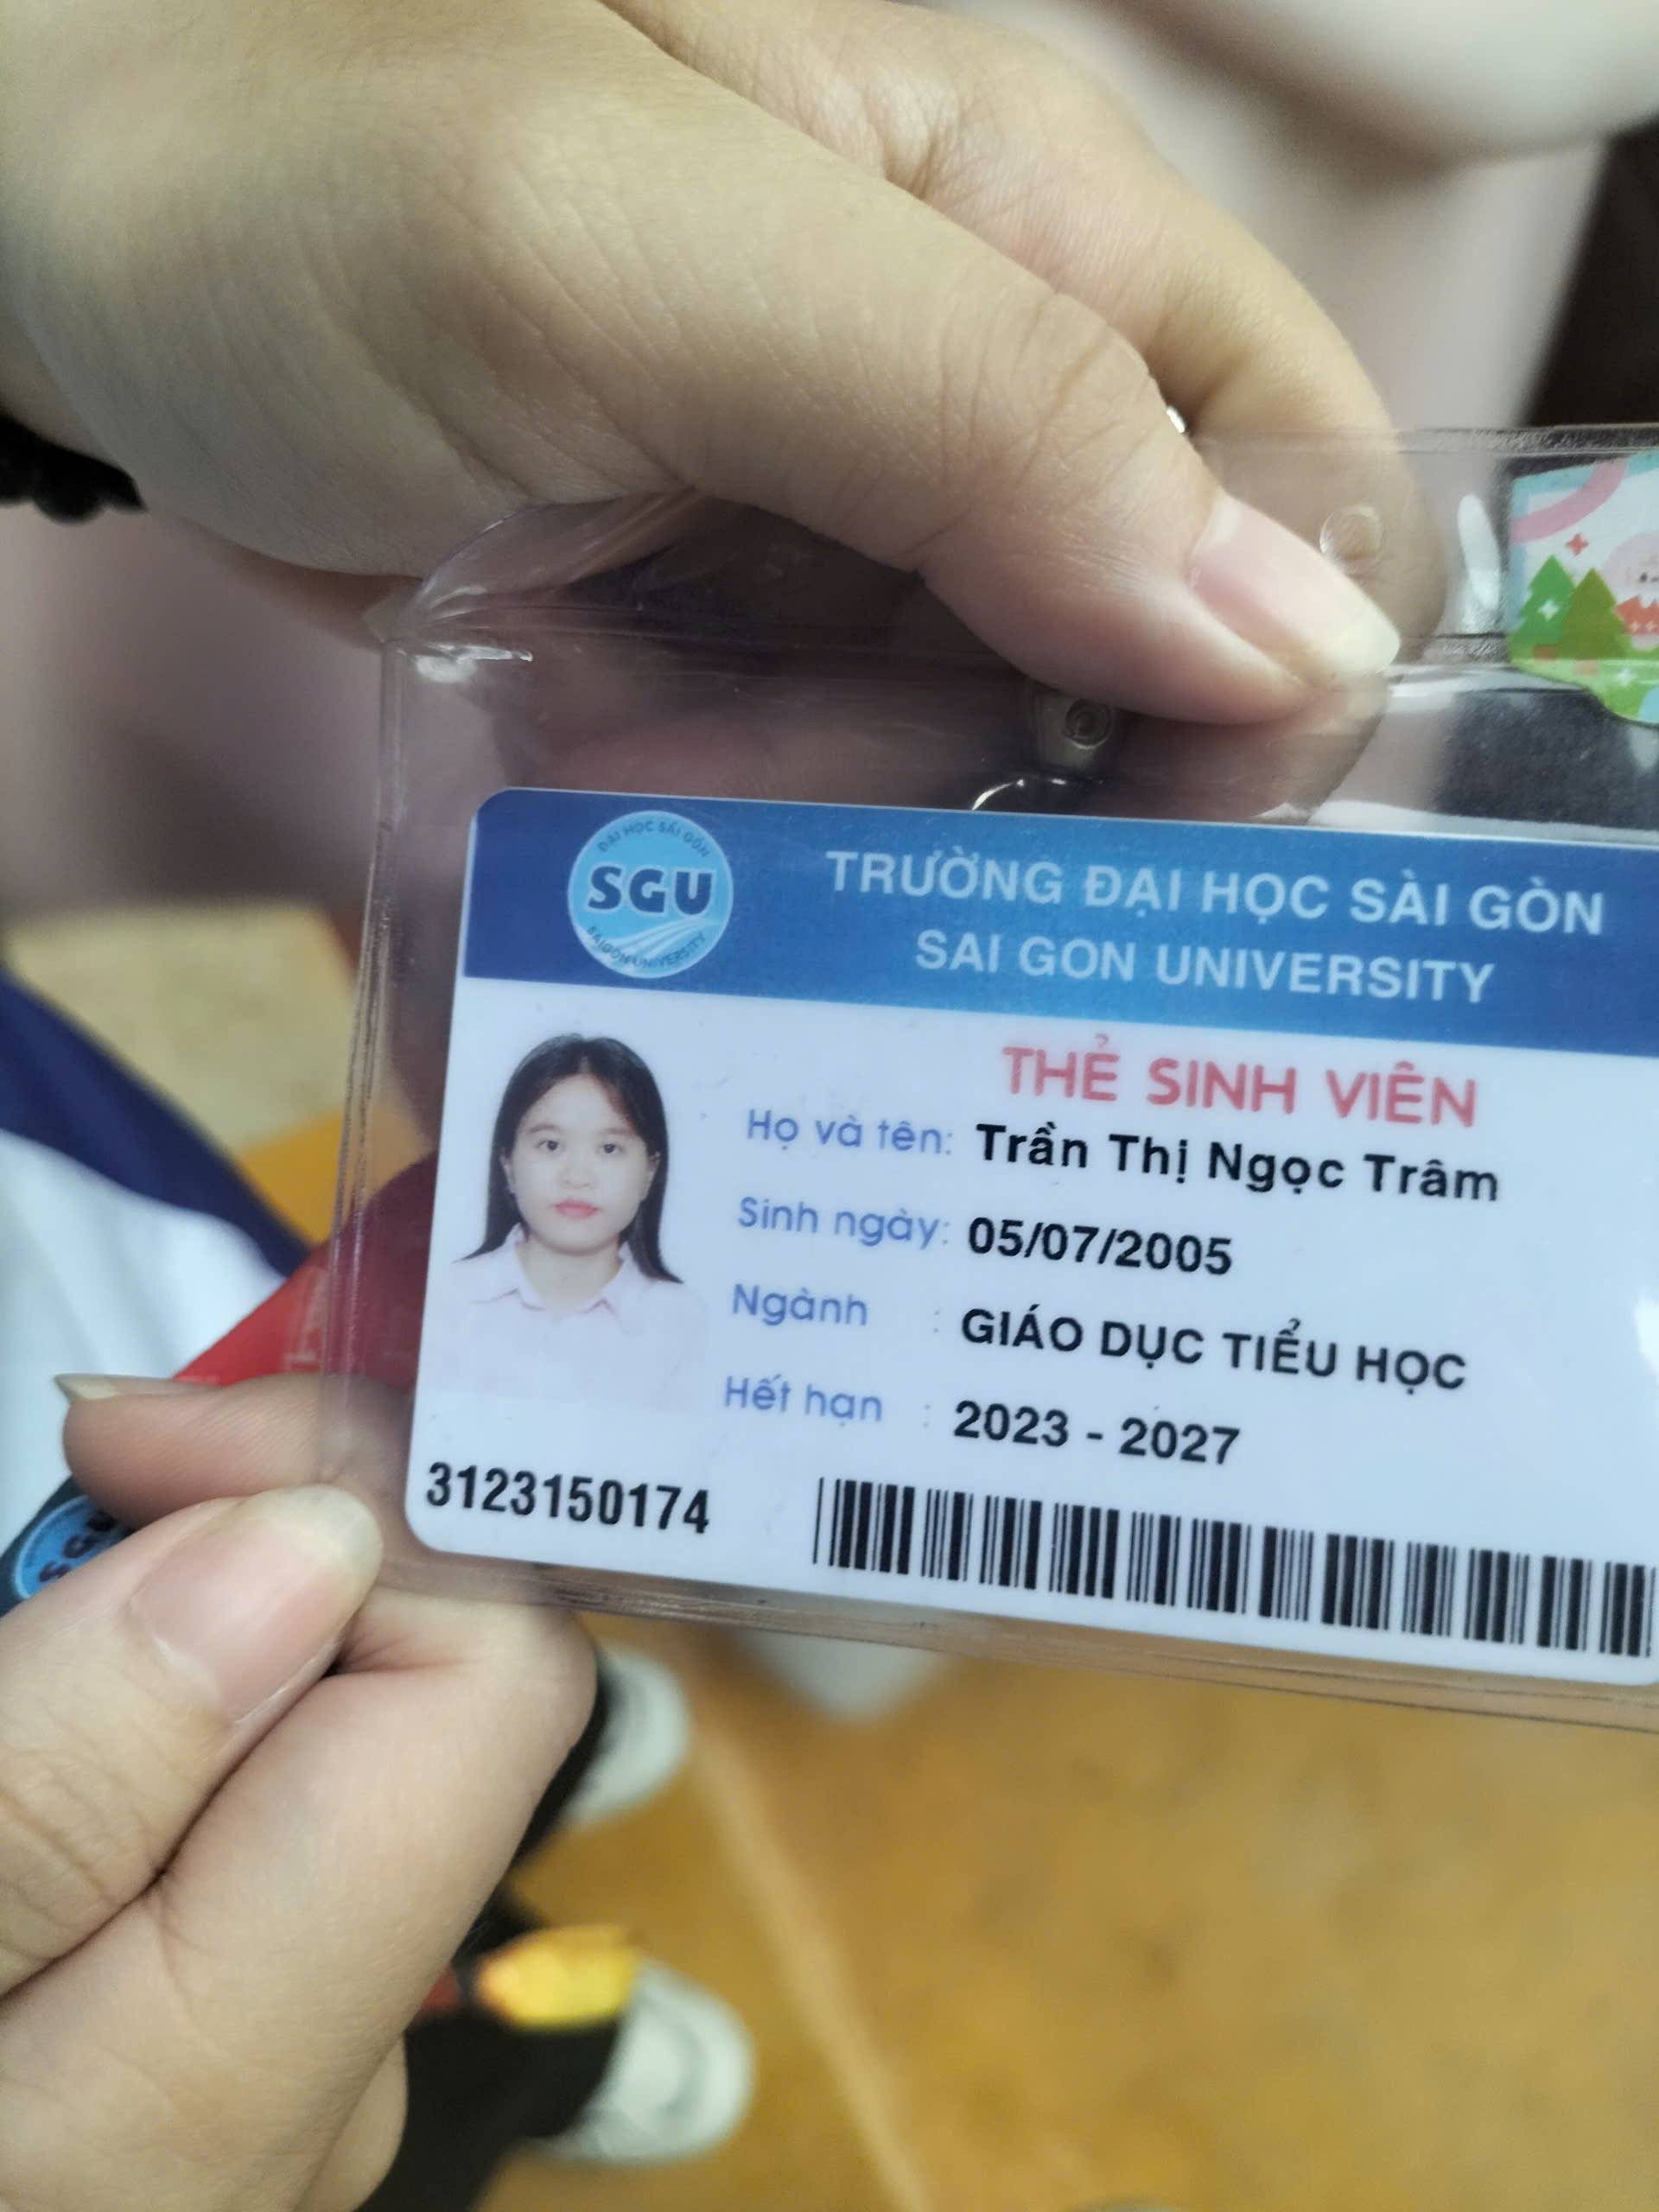 ĐẠI HỌC SÀI GÒN
SGU
SAIGON UNIVERSITY
TRƯỜNG ĐẠI HỌC SÀI GÒN
SAI GON UNIVERSITY
THẺ SINH VIÊN
Họ và tên: Trần Thị Ngọc Trâm
Sinh ngày: 05/07/2005
Ngành : GIÁO DỤC TIỂU HỌC
Hết hạn : 2023 - 2027
3123150174